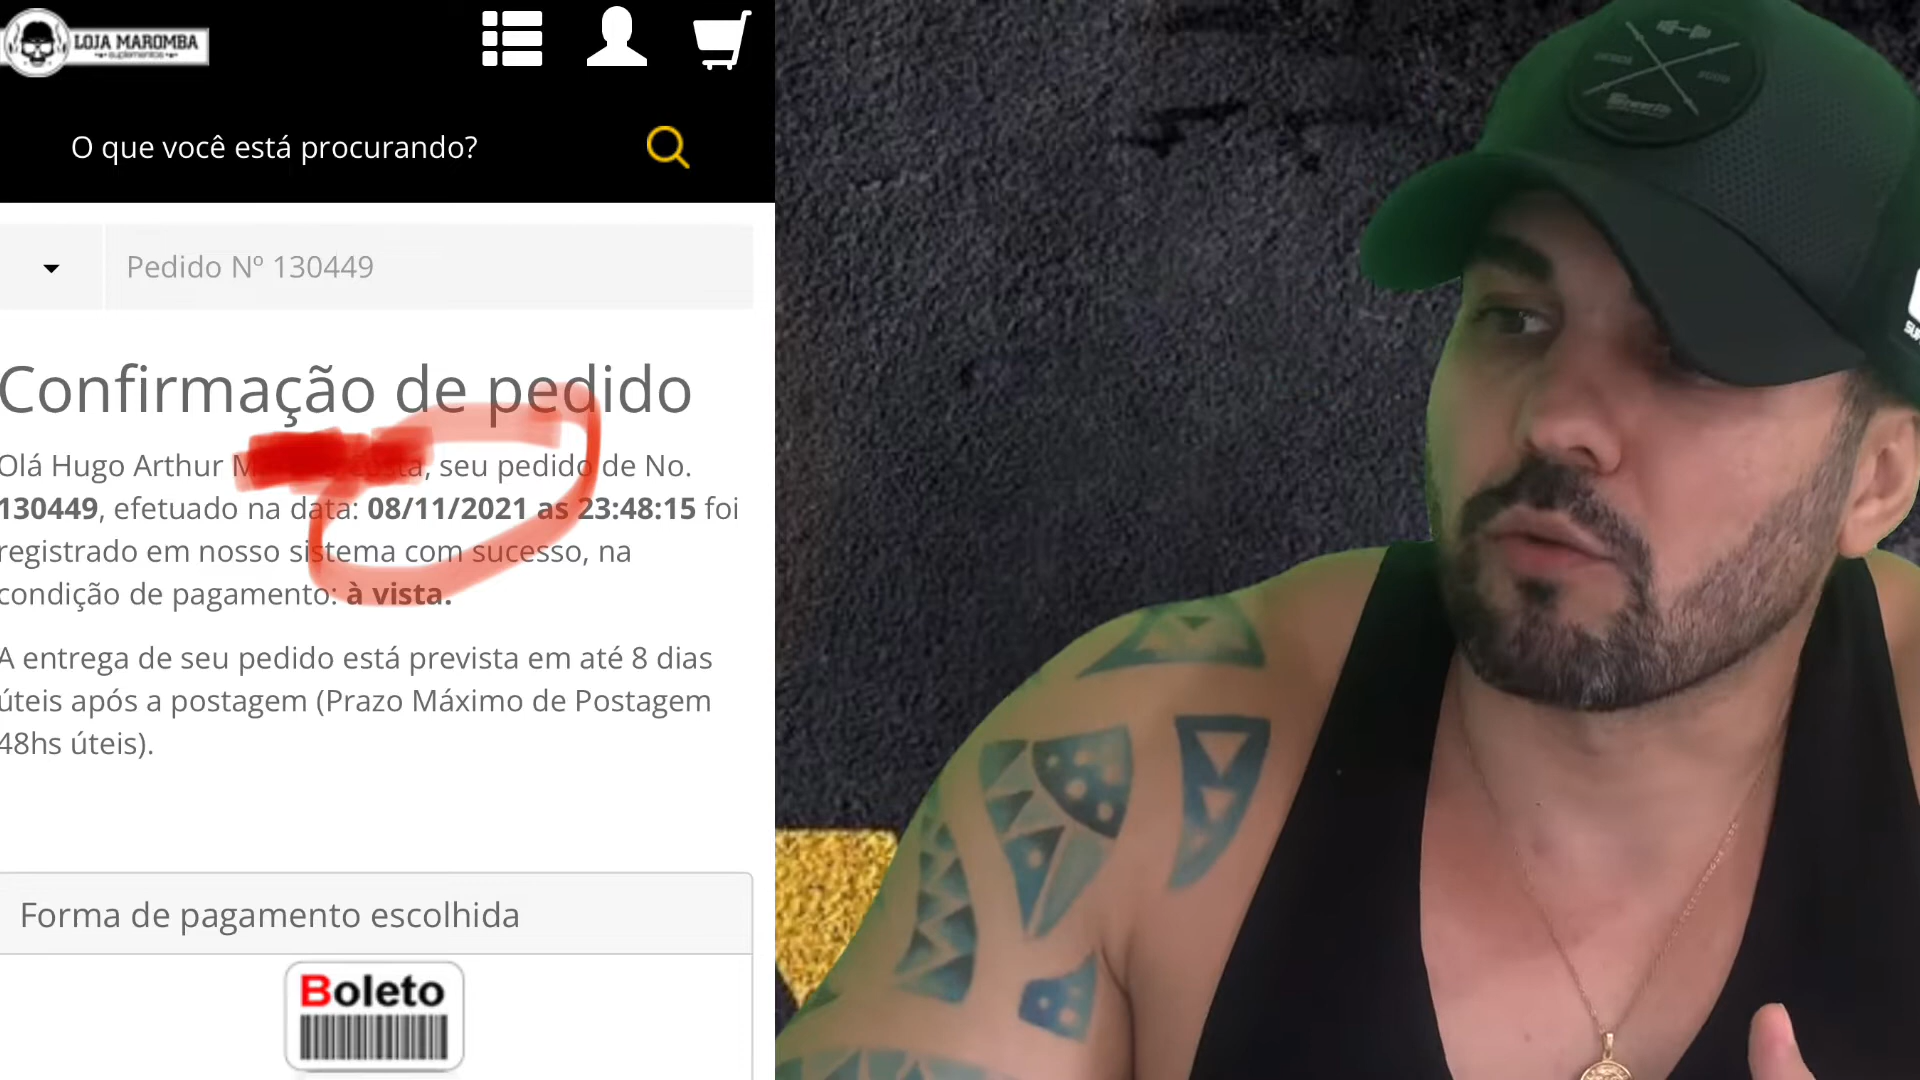 LOJA MAROMBA
suplementos
O que você está procurando?
Pedido Nº 130449
Confirmação de pedido
Olá Hugo Arthur , seu pedido de No.
130449, efetuado na data: 08/11/2021 as 23:48:15 foi
registrado em nosso sistema com sucesso, na
condição de pagamento: à vista.
A entrega de seu pedido está prevista em até 8 dias
úteis após a postagem (Prazo Máximo de Postagem
48hs úteis).
Forma de pagamento escolhida
Boleto